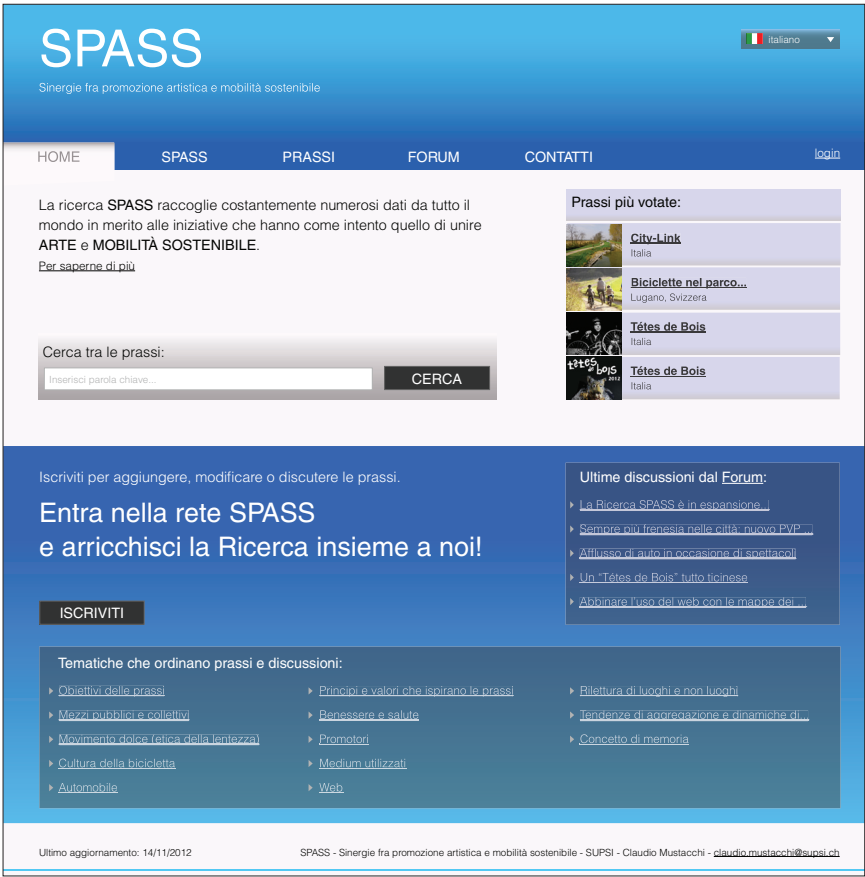 SPASS
italiano
Sinergie fra promozione artistica e mobilità sostenibile
HOME
SPASS
PRASSI
FORUM
CONTATTI
login
La ricerca SPASS raccoglie costantemente numerosi dati da tutto il
mondo in merito alle iniziative che hanno come intento quello di unire
ARTE e MOBILITÀ SOSTENIBILE.
Per saperne di più
Cerca tra le prassi:
Inserisci parola chiave...
CERCA
Prassi più votate:
City-Link
Italia
Biciclette nel parco...
Lugano, Svizzera
Tétes de Bois
Italia
têtes
de bois
2012
Tétes de Bois
Italia
Iscriviti per aggiungere, modificare o discutere le prassi.
Entra nella rete SPASS
e arricchisci la Ricerca insieme a noi!
ISCRIVITI
Ultime discussioni dal Forum:
La Ricerca SPASS è in espansione...
Sempre più frenesia nelle città: nuovo PVP ...
Afflusso di auto in occasione di spettacoli
Un “Tétes de Bois” tutto ticinese
Abbinare l'uso del web con le mappe dei ...
Tematiche che ordinano prassi e discussioni:
Obiettivi delle prassi
Mezzi pubblici e collettivi
Movimento dolce (etica della lentezza)
Cultura della bicicletta
Automobile
Principi e valori che ispirano le prassi
Benessere e salute
Promotori
Medium utilizzati
Web
Rilettura di luoghi e non luoghi
Tendenze di aggregazione e dinamiche di...
Concetto di memoria
Ultimo aggiornamento: 14/11/2012
SPASS - Sinergie fra promozione artistica e mobilità sostenibile - SUPSI - Claudio Mustacchi - claudio.mustacchi@supsi.ch